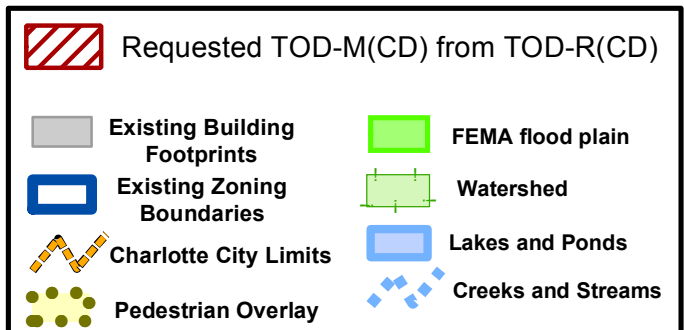 Requested TOD-M(CD) from TOD-R(CD)
Existing Building
Footprints
Existing Zoning
Boundaries
Charlotte City Limits
Pedestrian Overlay
FEMA flood plain
Watershed
Lakes and Ponds
Creeks and Streams